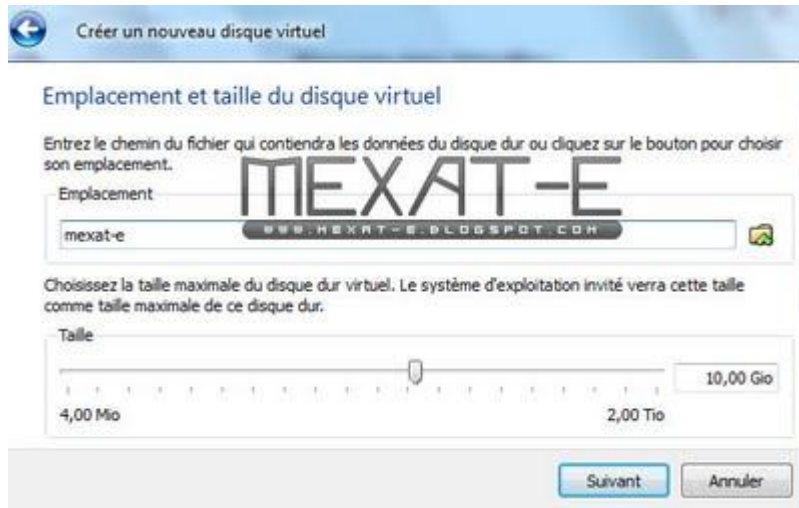 Créer un nouveau disque virtuel
Emplacement et taille du disque virtuel
Entrez le chemin du fichier qui contiendra les données du disque dur ou cliquez sur le bouton pour choisir
son emplacement.
MEXAT-E
WWW.MEXAT-E.BLOGSPOT.COM
Emplacement
mexat-e
Choisissez la taille maximale du disque dur virtuel. Le système d'exploitation invité verra cette taille
comme taille maximale de ce disque dur.
Taille
10,00 Gio
4,00 Mio 2,00 Tio
Suivant Annuler